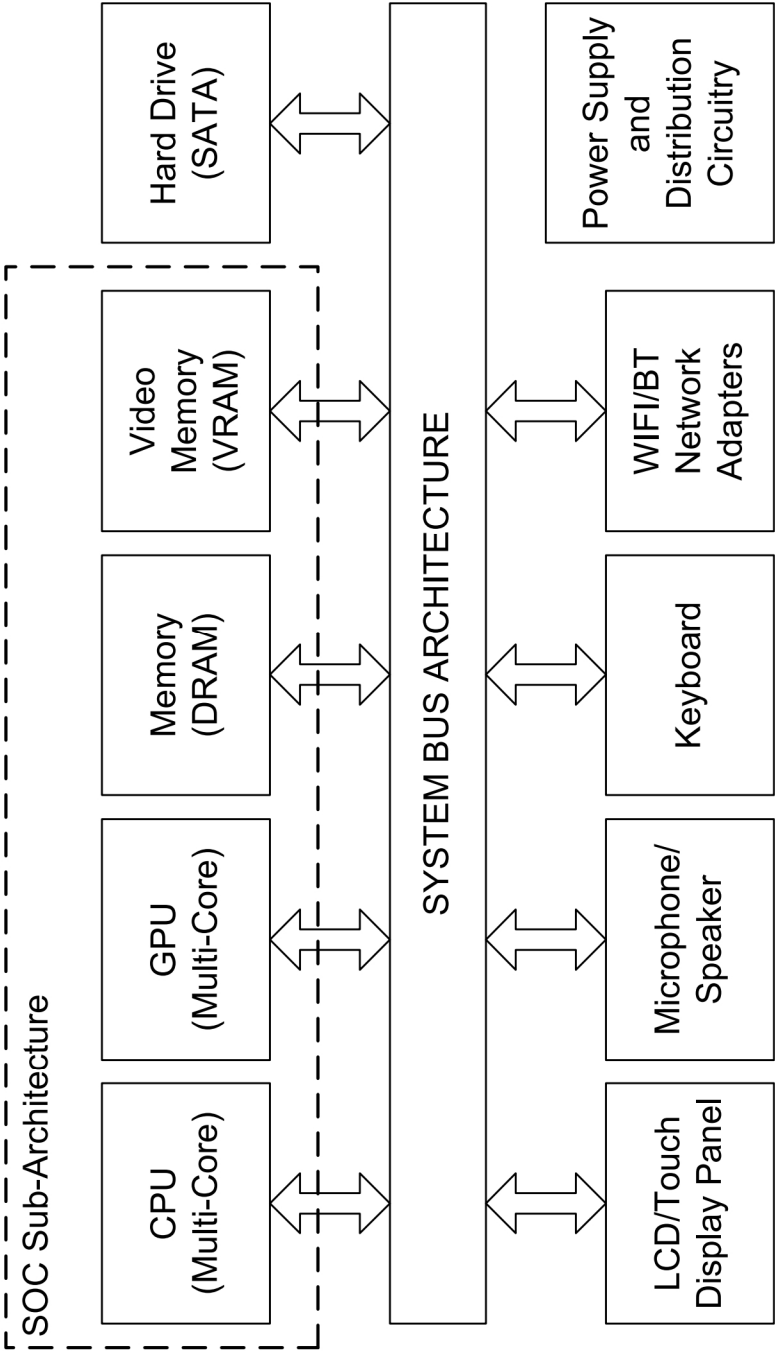 SOC Sub-Architecture
CPU
(Multi-Core)
GPU
(Multi-Core)
Memory
(DRAM)
Video
Memory
(VRAM)
Hard Drive
(SATA)
SYSTEM BUS ARCHITECTURE
LCD/Touch
Display Panel
Microphone/
Speaker
Keyboard
WIFI/BT
Network
Adapters
Power Supply
and
Distribution
Circuitry